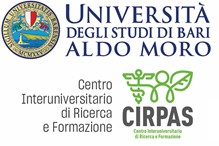 UNIVERSITÀ
DEGLI STUDI DI BARI
ALDO MORO
Centro
Interuniversitario
di Ricerca
e Formazione
CIRPAS
Centro Interuniversitario
di Ricerca e Formazione